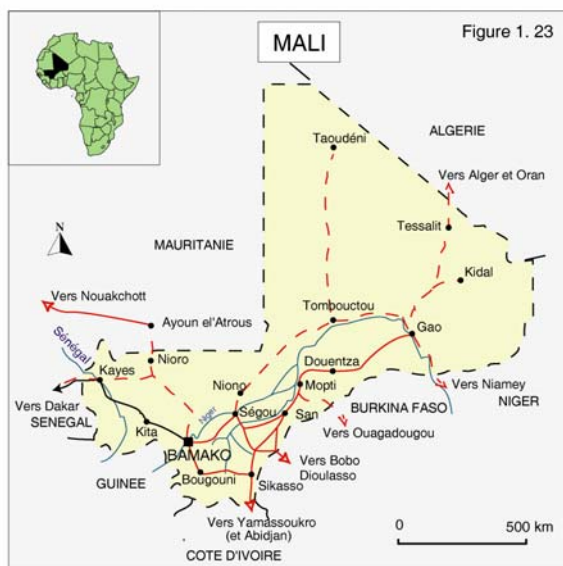 Figure 1. 23
MALI
Taoudéni
ALGERIE
Vers Alger et Oran
Tessalit
N
MAURITANIE
Kidal
Vers Nouakchott
Tombouctou
Ayoun el'Atrous
Gao
Sénégal
Nioro
Douentza
Kayes
Niono
Mopti
Vers Niamey
NIGER
Niger
Ségou
San
BURKINA FASO
Vers Dakar
SENEGAL
Kita
Vers Ouagadougou
BAMAKO
Vers Bobo
Dioulasso
GUINEE
Bougouni
Sikasso
Vers Yamassoukro
(et Abidjan)
0
500 km
COTE D'IVOIRE